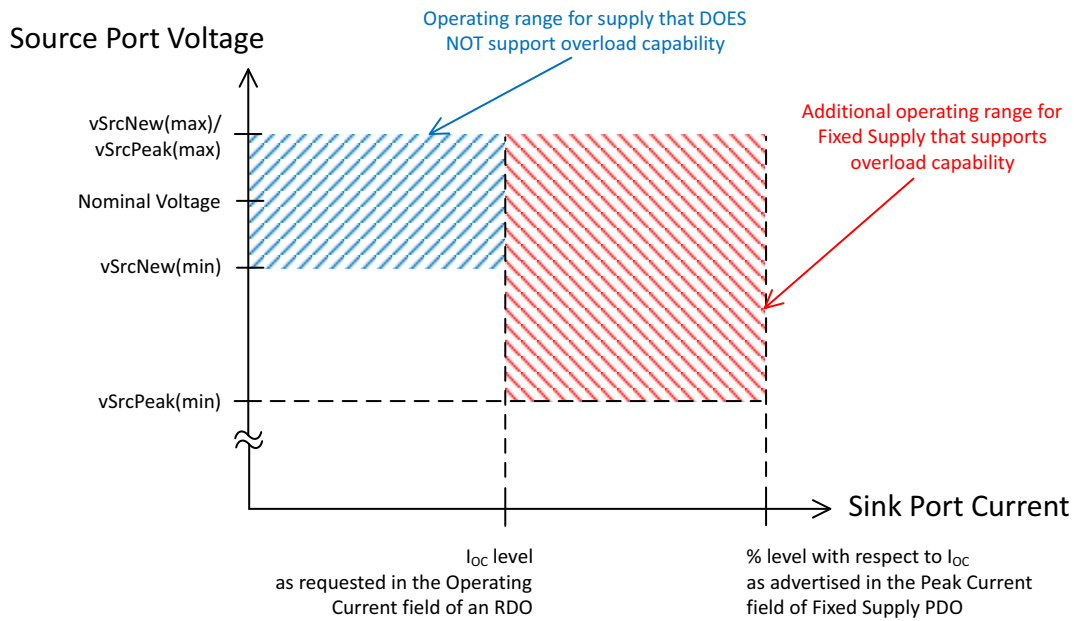 Operating range for supply that DOES
NOT support overload capability
Source Port Voltage
Additional operating range for
Fixed Supply that supports
overload capability
vSrcNew(max)/
vSrcPeak(max)
Nominal Voltage
vSrcNew(min)
vSrcPeak(min)
Sink Port Current
IOC level
as requested in the Operating
Current field of an RDO
% level with respect to IOC
as advertised in the Peak Current
field of Fixed Supply PDO